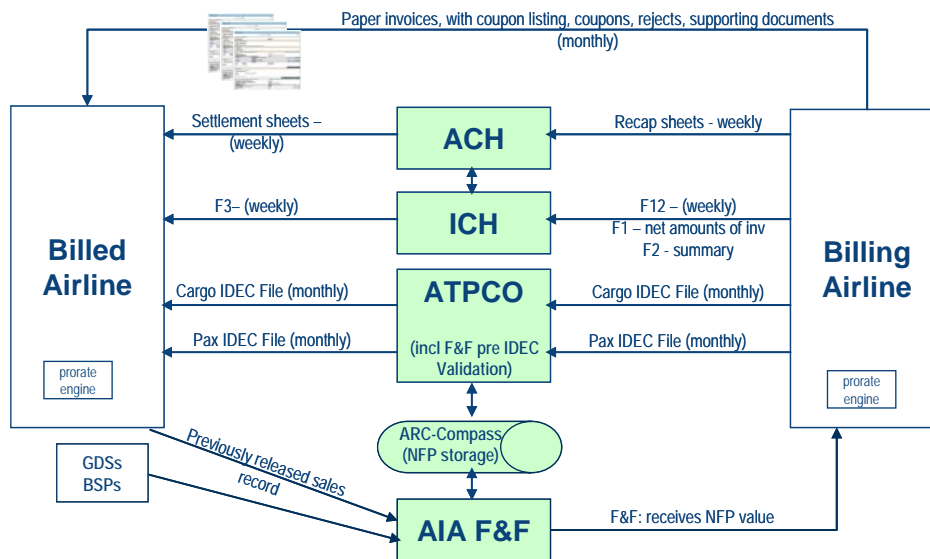 Paper invoices, with coupon listing, coupons, rejects, supporting documents
(monthly)
Settlement sheets –
(weekly)
ACH
Recap sheets - weekly
F3– (weekly)
ICH
F12 – (weekly)
F1 – net amounts of inv
F2 - summary
Billed
Airline
Billing
Airline
Cargo IDEC File (monthly)
ATPCO
Cargo IDEC File (monthly)
Pax IDEC File (monthly)
(incl F&F pre IDEC
Validation)
Pax IDEC File (monthly)
prorate
engine
prorate
engine
ARC-Compass
(NFP storage)
Previously released sales
record
GDSs
BSPs
AIA F&F
F&F: receives NFP value